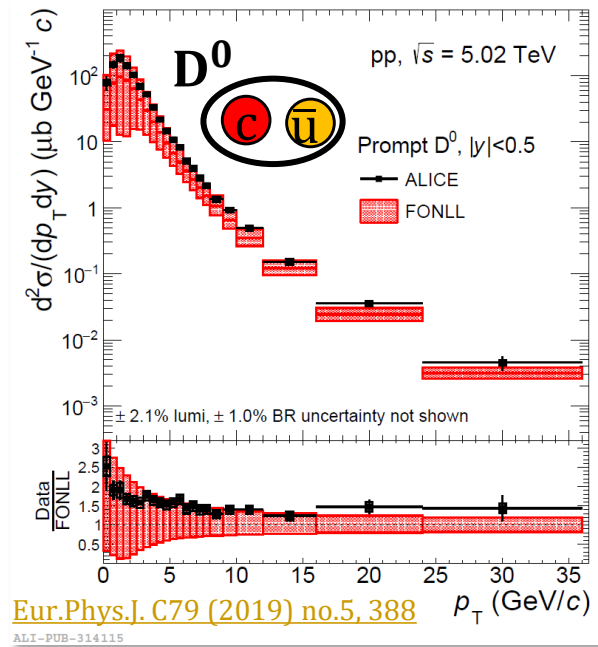 D⁰
c u̅
pp, √s = 5.02 TeV
Prompt D⁰, |y|<0.5
ALICE
FONLL
d²σ/(dp_T dy) (μb GeV⁻¹ c)
10²
10
1
10⁻¹
10⁻²
10⁻³
± 2.1% lumi, ± 1.0% BR uncertainty not shown
Data
FONLL
3
2.5
2
1.5
1
0.5
0 5 10 15 20 25 30 35
p_T (GeV/c)
Eur.Phys.J. C79 (2019) no.5, 388
ALI-PUB-314115